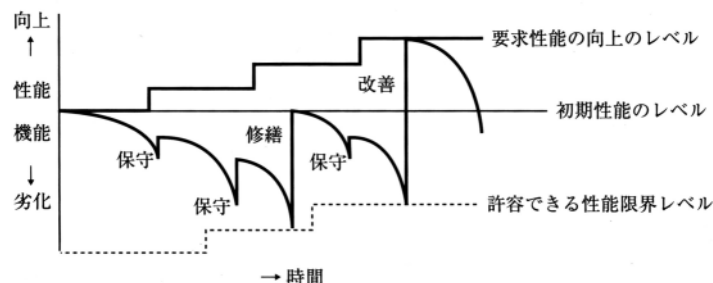 向上
↑
性能
機能
↓
劣化
要求性能の向上のレベル
改善
初期性能のレベル
修繕
保守
保守
保守
許容できる性能限界レベル
→ 時間